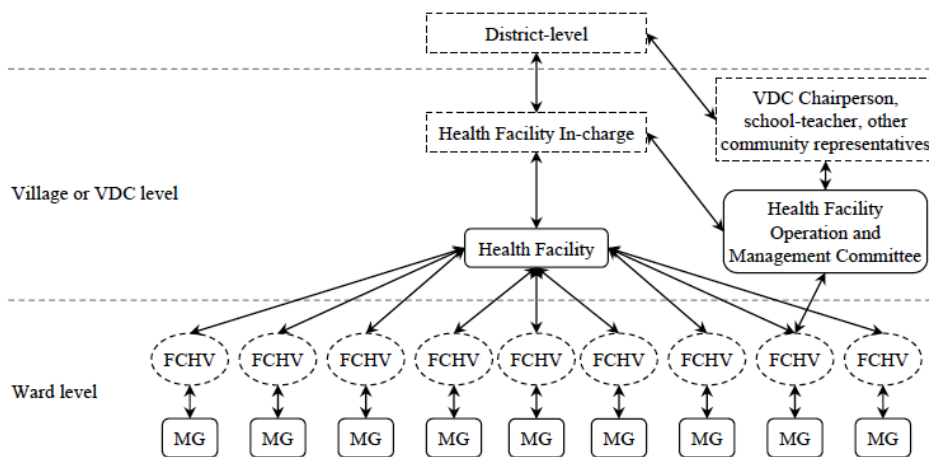 District-level
VDC Chairperson,
school-teacher, other
community representatives
Health Facility In-charge
Village or VDC level
Health Facility
Operation and
Management Committee
Health Facility
FCHV FCHV FCHV FCHV FCHV FCHV FCHV FCHV FCHV
Ward level
MG MG MG MG MG MG MG MG MG